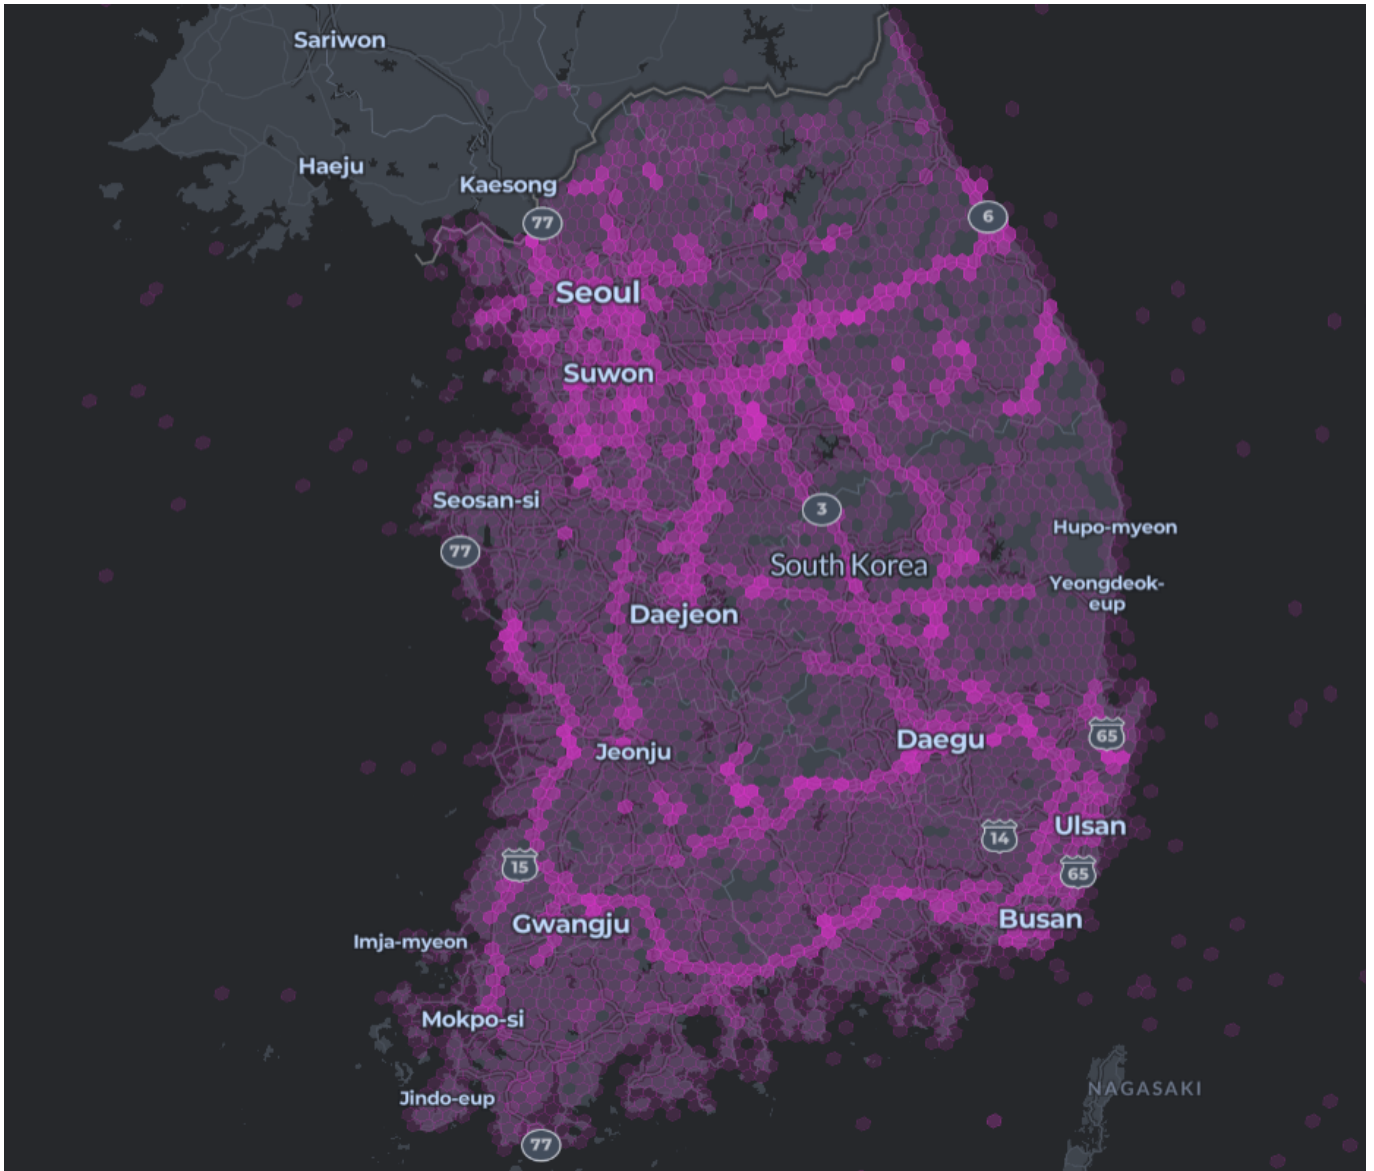 Sariwon
Haeju
Kaesong
77
6
Seoul
Suwon
Seosan-si
3
Hupo-myeon
77
South Korea
Yeongdeok-
eup
Daejeon
Jeonju
Daegu
65
Ulsan
14
15
65
Gwangju
Busan
Imja-myeon
Mokpo-si
NAGASAKI
Jindo-eup
77